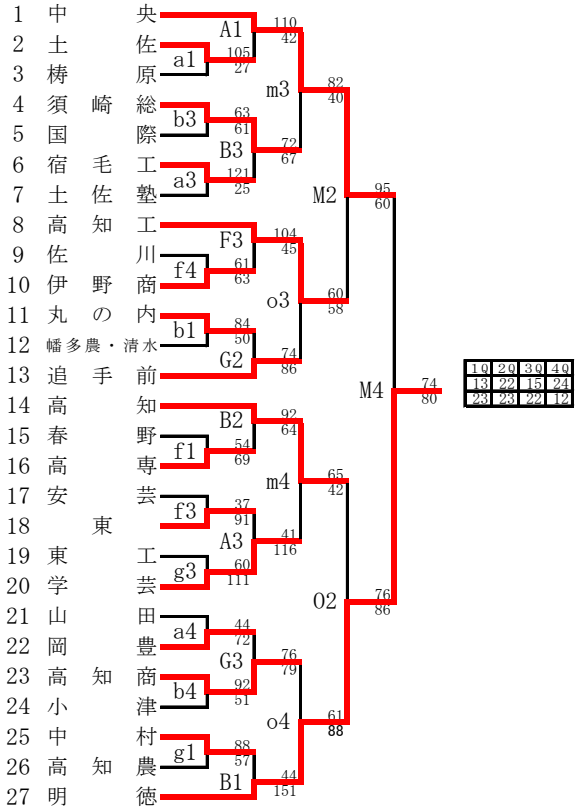 1 中央
A1 110
42
2 土佐
a1 105
27
3 梼原
m3 82
40
4 須崎総
b3 63
61
5 国際
B3 72
67
6 宿毛工
a3 121
25
7 土佐塾
M2 95
60
8 高知工
F3 104
45
9 佐川
f4 61
63
10 伊野商
o3 60
58
11 丸の内
b1 84
50
12 幡多農・清水
G2 74
86
13 追手前
M4 74
80
1Q 2Q 3Q 4Q
13 22 15 24
23 23 22 12
14 高知
B2 92
64
15 春野
f1 54
69
16 高専
m4 65
42
17 安芸
f3 37
91
18 東
A3 41
116
19 東工
g3 60
111
20 学芸
O2 76
86
21 山田
a4 44
72
22 岡豊
G3 76
79
23 高知商
b4 92
51
24 小津
o4 61
88
25 中村
g1 88
57
26 高知農
B1 44
151
27 明徳